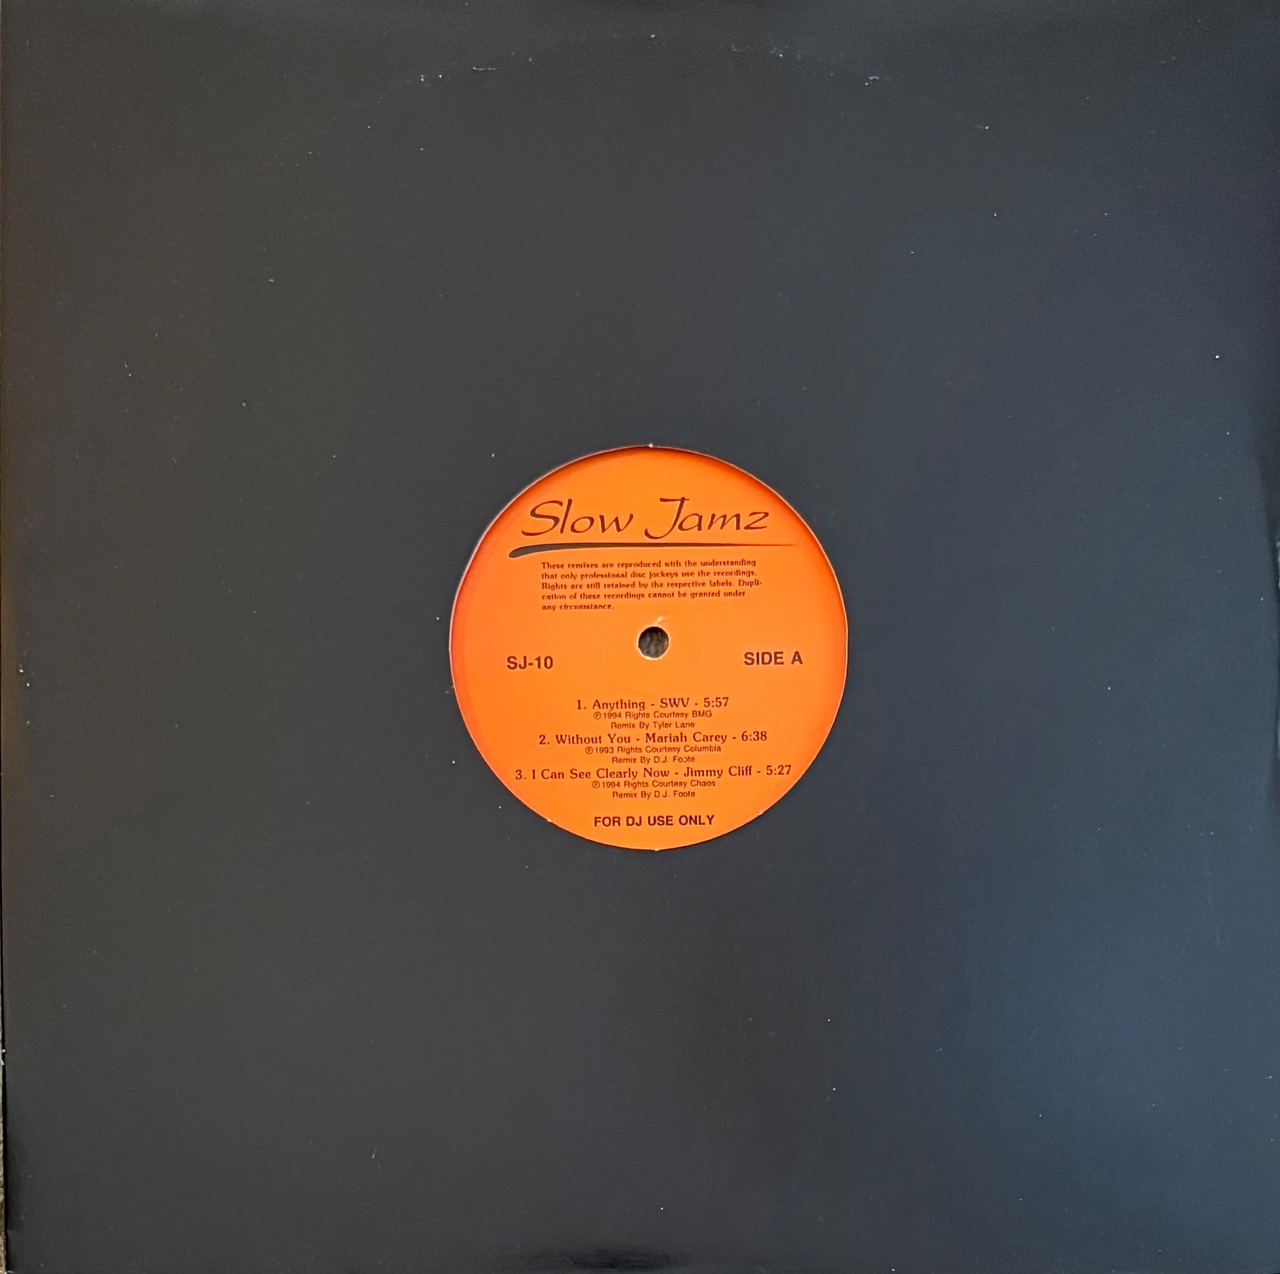 Slow Jamz
These remixes are reproduced with the understanding
that only professional disc jockeys use the recordings.
Rights are still retained by the respective labels. Dupli-
cation of these recordings cannot be granted under
any circumstance.
SJ-10
SIDE A
1. Anything - SWV - 5:57
℗1994 Rights Courtesy BMG
Remix By Tyler Lane
2. Without You - Mariah Carey - 6:38
℗1993 Rights Courtesy Columbia
Remix By D.J. Foote
3. I Can See Clearly Now - Jimmy Cliff - 5:27
℗1994 Rights Courtesy Chaos
Remix By D.J. Foote
FOR DJ USE ONLY